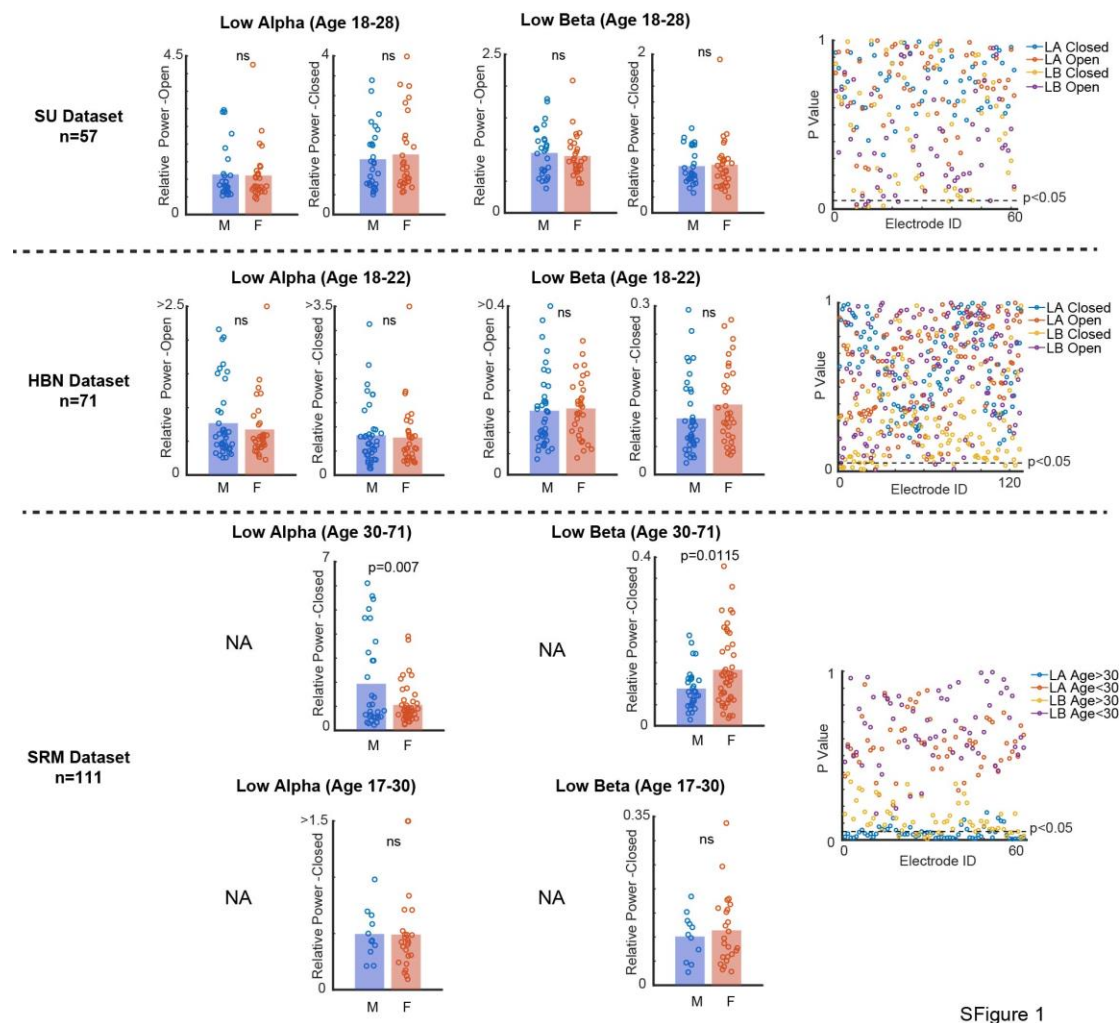 Low Alpha (Age 18-28)
Low Beta (Age 18-28)
SU Dataset
n=57
4.5
Relative Power -Open
0
ns
M F
4
Relative Power -Closed
0
ns
M F
2.5
Relative Power -Open
0
ns
M F
2
Relative Power -Closed
0
ns
M F
1
P Value
0
0
Electrode ID
60
p<0.05
LA Closed
LA Open
LB Closed
LB Open
Low Alpha (Age 18-22)
Low Beta (Age 18-22)
HBN Dataset
n=71
>2.5
Relative Power -Open
0
ns
M F
>3.5
Relative Power -Closed
0
ns
M F
>0.4
Relative Power -Open
0
ns
M F
0.3
Relative Power -Closed
0
ns
M F
1
P Value
0
0
Electrode ID
120
p<0.05
LA Closed
LA Open
LB Closed
LB Open
Low Alpha (Age 30-71)
Low Beta (Age 30-71)
SRM Dataset
n=111
NA
7
Relative Power -Closed
0
p=0.007
M F
NA
0.4
Relative Power -Closed
0
p=0.0115
M F
1
P Value
0
0
Electrode ID
60
p<0.05
LA Age>30
LA Age<30
LB Age>30
LB Age<30
Low Alpha (Age 17-30)
Low Beta (Age 17-30)
NA
>1.5
Relative Power -Closed
0
ns
M F
NA
0.35
Relative Power -Closed
0
ns
M F
SFigure 1